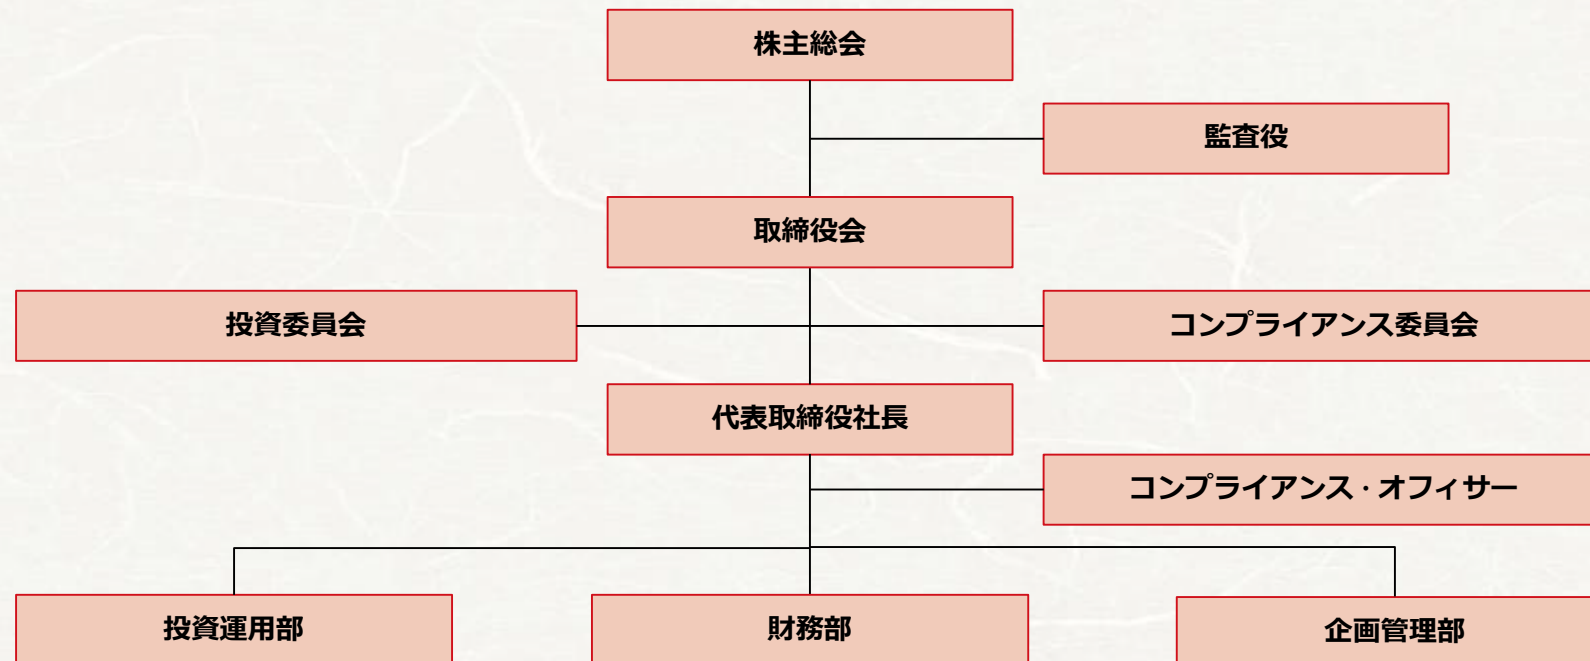 株主総会
監査役
取締役会
投資委員会
コンプライアンス委員会
代表取締役社長
コンプライアンス・オフィサー
投資運用部
財務部
企画管理部